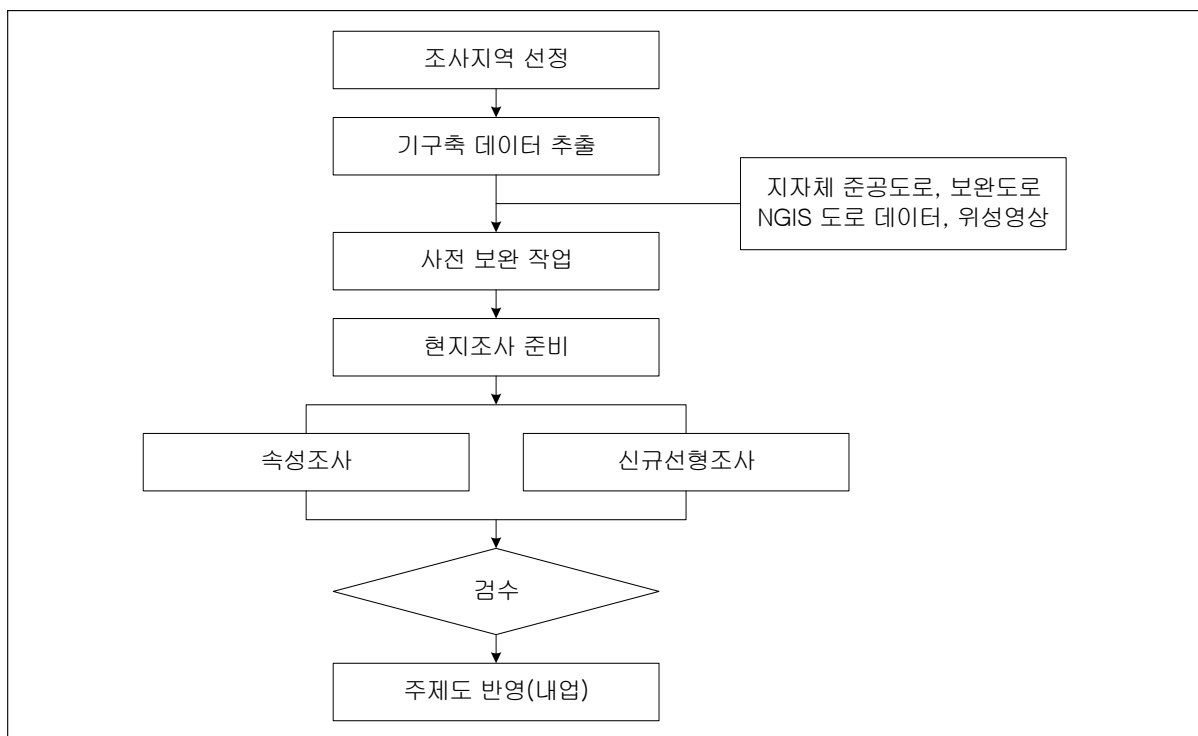 조사지역 선정
기구축 데이터 추출
지자체 준공도로, 보완도로
NGIS 도로 데이터, 위성영상
사전 보완 작업
현지조사 준비
속성조사
신규선형조사
검수
주제도 반영(내업)